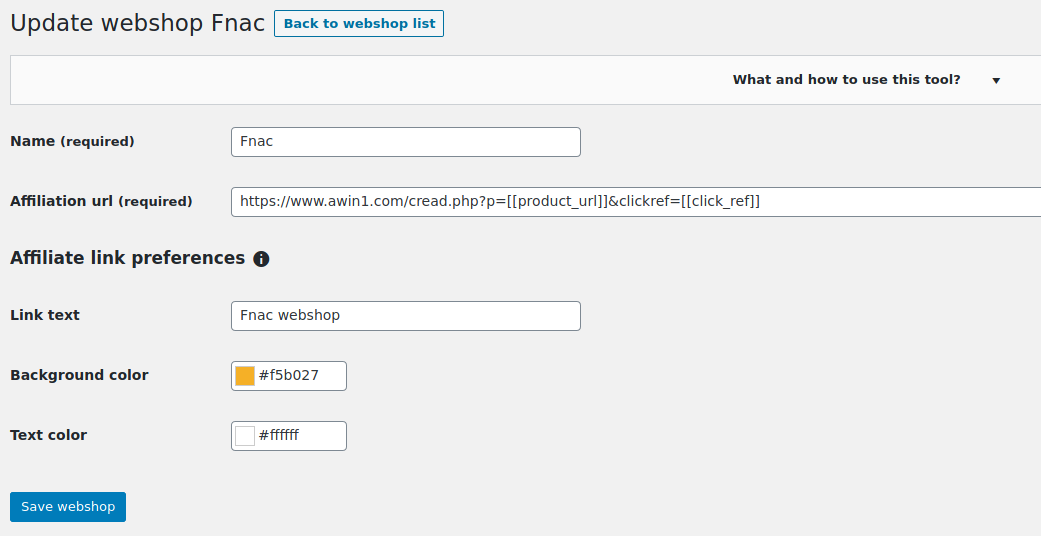 Update webshop Fnac Back to webshop list
What and how to use this tool?
Name (required) Fnac
Affiliation url (required) https://www.awin1.com/cread.php?p=[[product_url]]&clickref=[[click_ref]]
Affiliate link preferences
Link text Fnac webshop
Background color #f5b027
Text color #ffffff
Save webshop